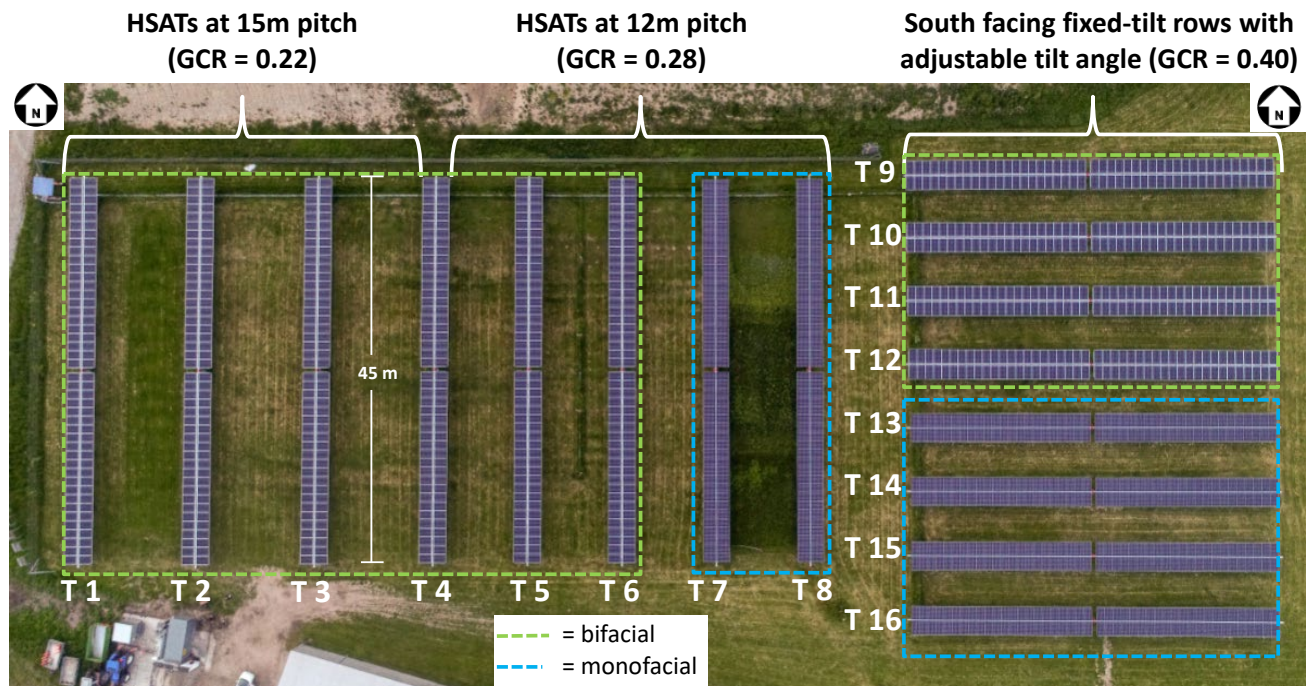 HSATs at 15m pitch
(GCR = 0.22)
HSATs at 12m pitch
(GCR = 0.28)
South facing fixed-tilt rows with
adjustable tilt angle (GCR = 0.40)
N
N
T 9
T 10
T 11
T 12
T 13
T 14
T 15
T 16
45 m
T 1
T 2
T 3
T 4
T 5
T 6
T 7
T 8
= bifacial
= monofacial